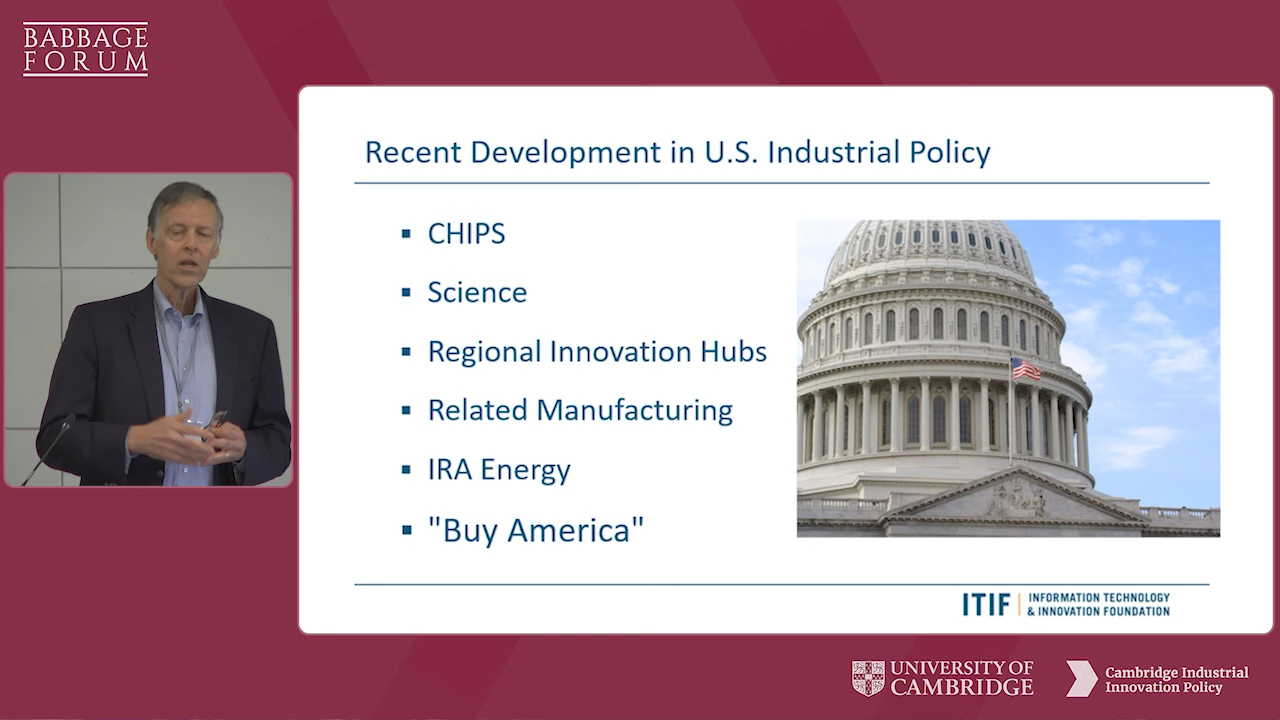 BABBAGE
FORUM
Recent Development in U.S. Industrial Policy
▪ CHIPS
▪ Science
▪ Regional Innovation Hubs
▪ Related Manufacturing
▪ IRA Energy
▪ "Buy America"
ITIF | INFORMATION TECHNOLOGY
& INNOVATION FOUNDATION
UNIVERSITY OF
CAMBRIDGE
Cambridge Industrial
Innovation Policy